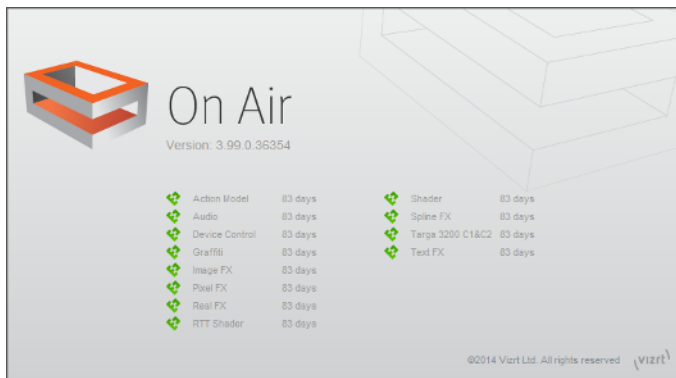 On Air
Version: 3.99.0.36354
Action Model 83 days
Audio 83 days
Device Control 83 days
Graffiti 83 days
Image FX 83 days
Pixel FX 83 days
Real FX 83 days
RTT Shader 83 days
Shader 83 days
Spline FX 83 days
Targa 3200 C1&C2 83 days
Text FX 83 days
©2014 Vizrt Ltd. All rights reserved vizrt